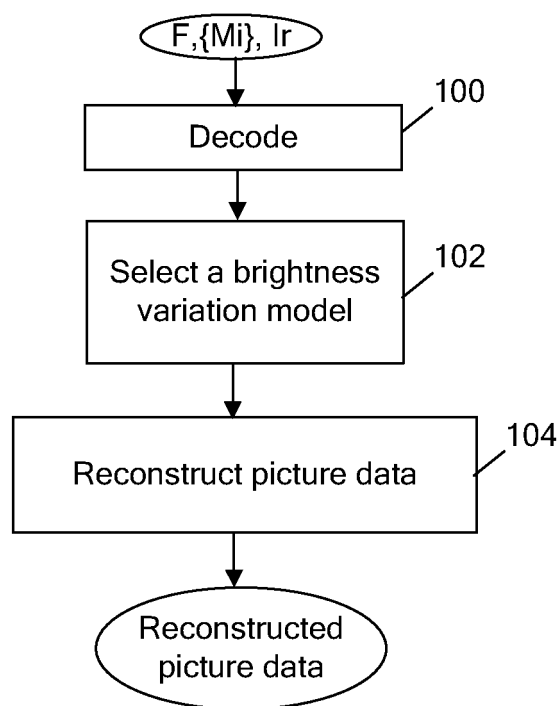 F,{Mi}, Ir
100
Decode
102
Select a brightness
variation model
104
Reconstruct picture data
Reconstructed
picture data